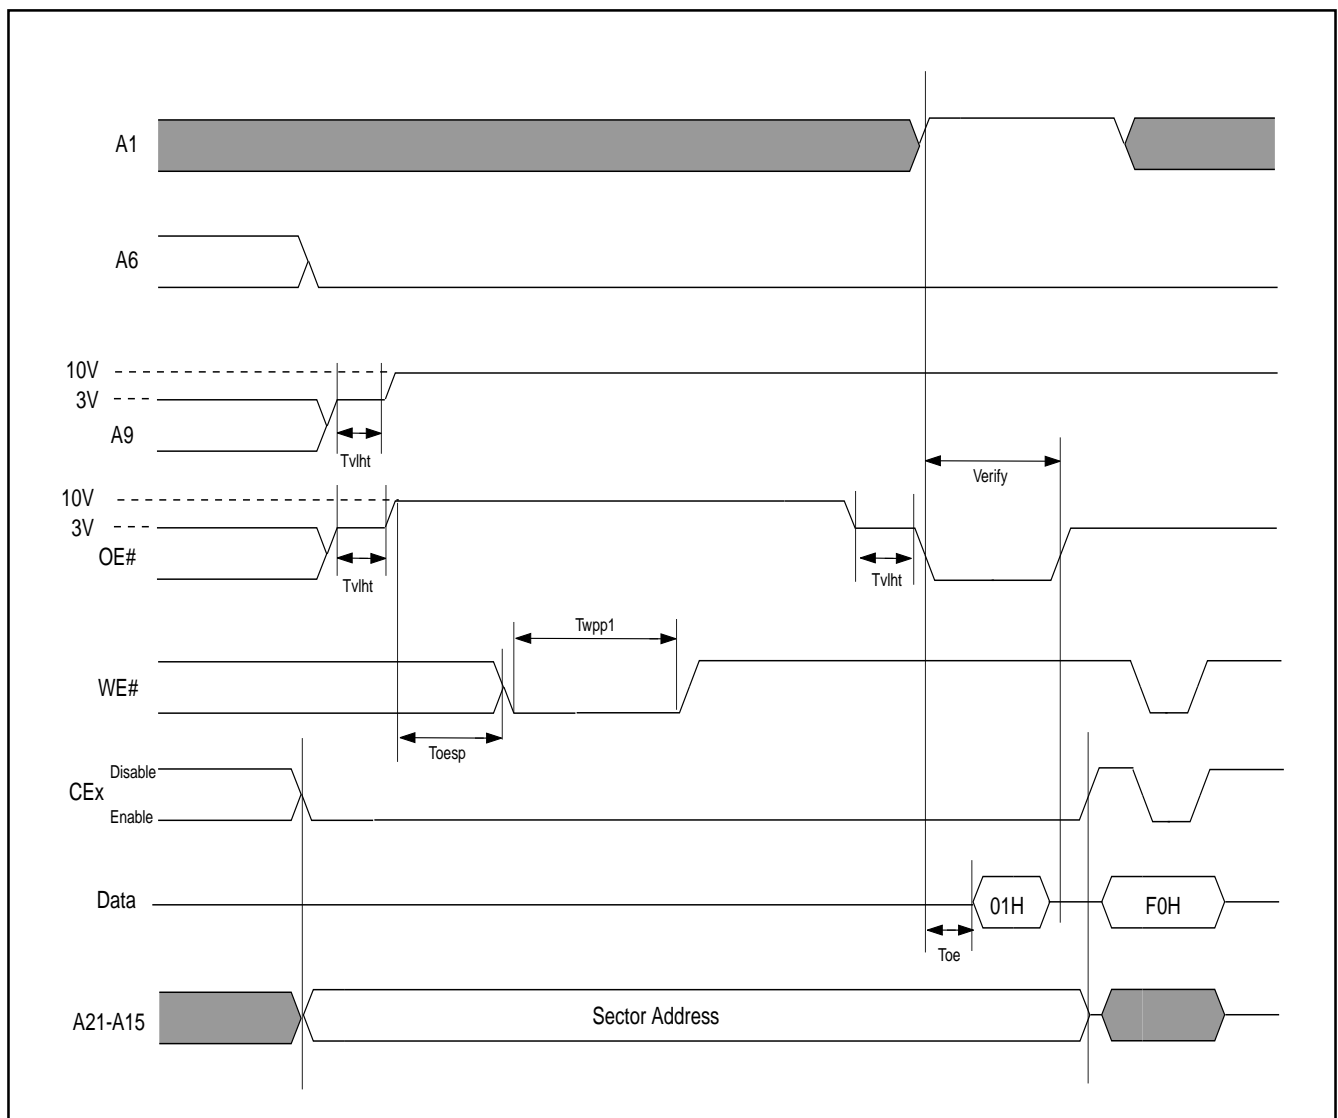 A1
A6
10V
3V
A9
Tvlht
Verify
10V
3V
OE#
Tvlht
Tvlht
Twpp1
WE#
Toesp
Disable
CEx
Enable
Data
01H
F0H
Toe
A21-A15
Sector Address